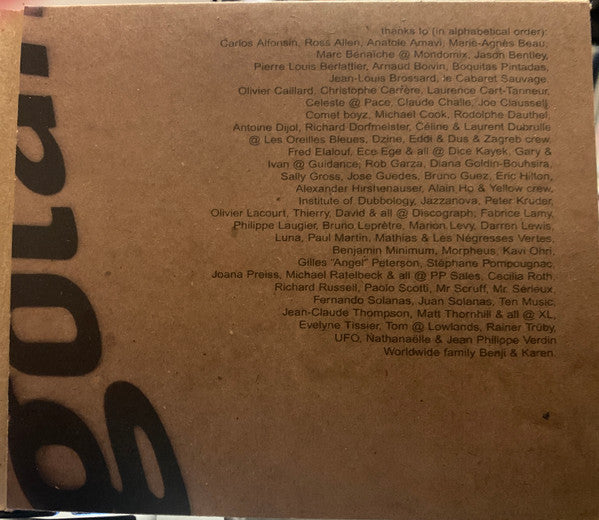 thanks to (in alphabetical order):
Carlos Alfonsín, Ross Allen, Anatole Amavi, Marie-Agnès Beau,
Marc Bénaïche @ Mondomix, Jason Bentley,
Pierre Louis Berlattier, Arnaud Boivin, Boquitas Pintadas,
Jean-Louis Brossard, le Cabaret Sauvage,
Olivier Caillard, Christophe Carrère, Laurence Cart-Tanneur,
Celeste @ Pace, Claude Challe, Joe Claussell,
Comet boyz, Michael Cook, Rodolphe Dauthel,
Antoine Dijol, Richard Dorfmeister, Céline & Laurent Dubrulle
@ Les Oreilles Bleues, Dzine, Eddi & Dus & Zagreb crew,
Fred Elalouf, Ece Ege & all @ Dice Kayek, Gary &
Ivan @ Guidance, Rob Garza, Diana Goldin-Bouhsira,
Sally Gross, Jose Guedes, Bruno Guez, Eric Hilton,
Alexander Hirshenauser, Alain Ho & Yellow crew,
Institute of Dubbology, Jazzanova, Peter Kruder,
Olivier Lacourt, Thierry, David & all @ Discograph, Fabrice Lamy,
Philippe Laugier, Bruno Leprêtre, Marion Levy, Darren Lewis,
Luna, Paul Martin, Mathias & Les Négresses Vertes,
Benjamin Minimum, Morpheus, Kavi Ohri,
Gilles "Angel" Peterson, Stéphane Pompougnac,
Joana Preiss, Michael Ratelbeck & all @ PP Sales, Cecilia Roth,
Richard Russell, Paolo Scotti, Mr Scruff, Mr. Sérieux,
Fernando Solanas, Juan Solanas, Ten Music,
Jean-Claude Thompson, Matt Thornhill & all @ XL,
Evelyne Tissier, Tom @ Lowlands, Rainer Trüby,
UFO, Nathanaëlle & Jean Philippe Verdin
Worldwide family Benji & Karen.